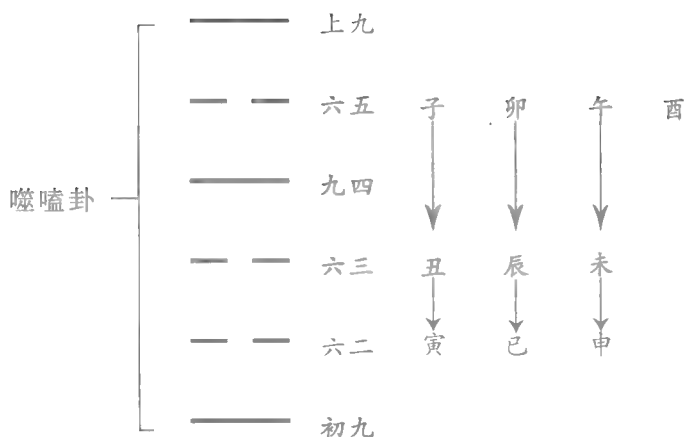 上九
六五 子 卯 午 酉
九四
噬嗑卦
六三 丑 辰 未
六二 寅 巳 申
初九